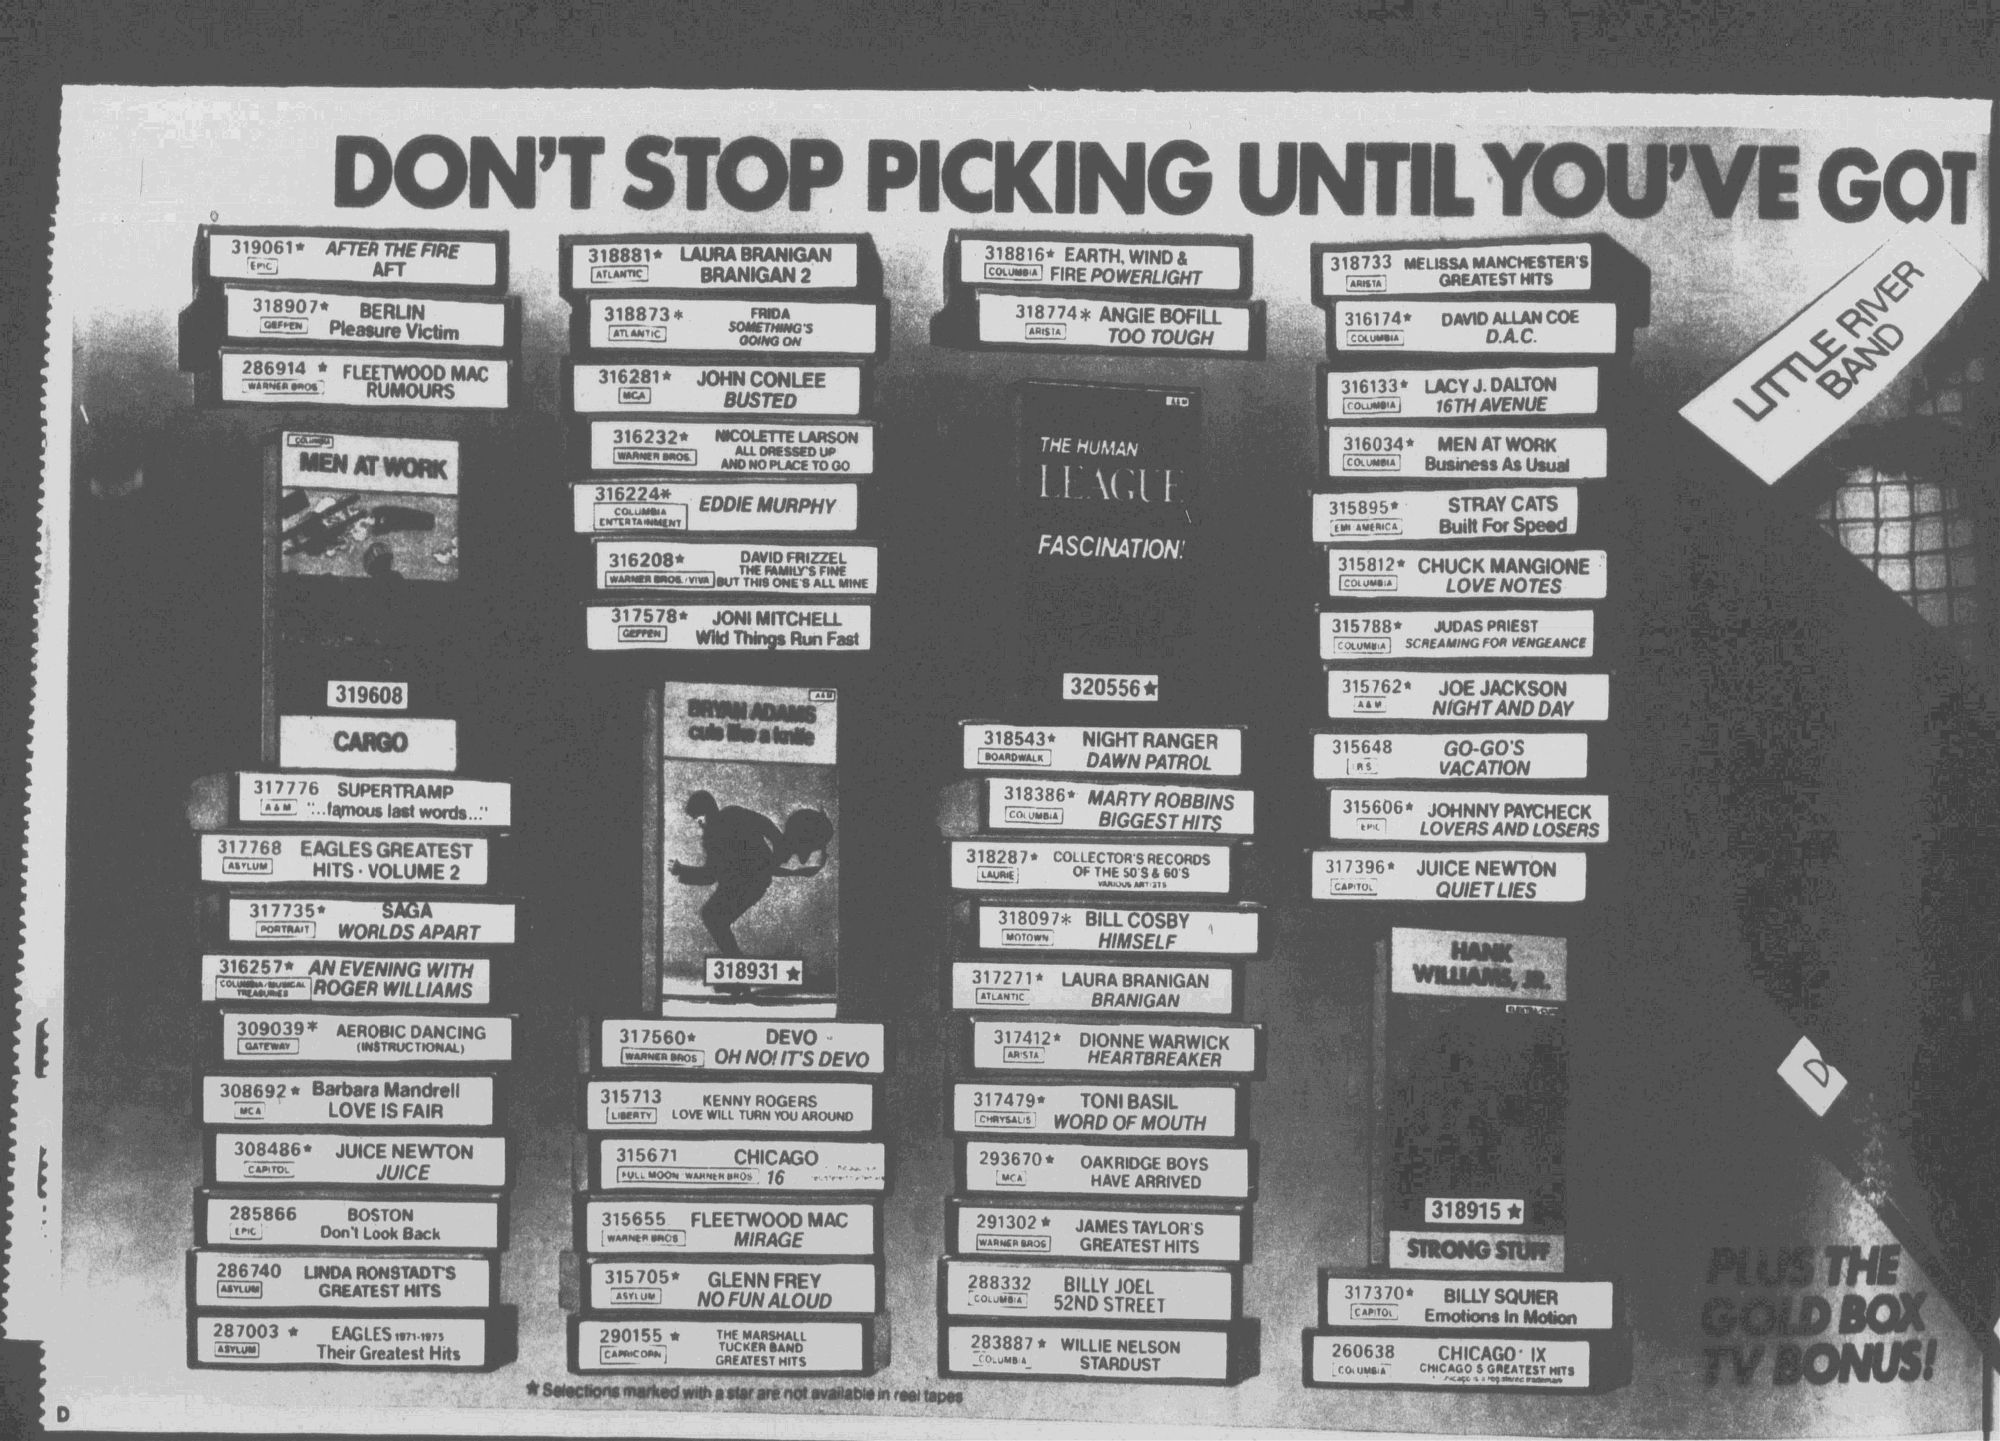 DON'T STOP PICKING UNTIL YOU'VE GOT
319061★ AFTER THE FIRE
EPIC AFT
318907★ BERLIN
GEFFEN Pleasure Victim
286914 ★ FLEETWOOD MAC
WARNER BROS RUMOURS
COLUMBIA
MEN AT WORK
319608
CARGO
317776 SUPERTRAMP
A&M "...famous last words..."
317768 EAGLES GREATEST
ASYLUM HITS · VOLUME 2
317735★ SAGA
PORTRAIT WORLDS APART
316257★ AN EVENING WITH
COLUMBIA/MUSICAL TREASURIES ROGER WILLIAMS
309039★ AEROBIC DANCING
GATEWAY (INSTRUCTIONAL)
308692★ Barbara Mandrell
MCA LOVE IS FAIR
308486★ JUICE NEWTON
CAPITOL JUICE
285866 BOSTON
EPIC Don't Look Back
286740 LINDA RONSTADT'S
ASYLUM GREATEST HITS
287003 ★ EAGLES 1971-1975
ASYLUM Their Greatest Hits
318881★ LAURA BRANIGAN
ATLANTIC BRANIGAN 2
318873★ FRIDA
ATLANTIC SOMETHING'S
GOING ON
316281★ JOHN CONLEE
MCA BUSTED
316232★ NICOLETTE LARSON
WARNER BROS. ALL DRESSED UP
AND NO PLACE TO GO
316224★ EDDIE MURPHY
COLUMBIA
ENTERTAINMENT
316208★ DAVID FRIZZEL
THE FAMILY'S FINE
WARNER BROS./VIVA BUT THIS ONE'S ALL MINE
317578★ JONI MITCHELL
GEFFEN Wild Things Run Fast
A&M
BRYAN ADAMS
cuts like a knife
318931 ★
317560★ DEVO
WARNER BROS OH NO! IT'S DEVO
315713 KENNY ROGERS
LIBERTY LOVE WILL TURN YOU AROUND
315671 CHICAGO
FULL MOON WARNER BROS 16
315655 FLEETWOOD MAC
WARNER BROS MIRAGE
315705★ GLENN FREY
ASYLUM NO FUN ALOUD
290155 ★ THE MARSHALL
TUCKER BAND
CAPRICORN GREATEST HITS
318816★ EARTH, WIND &
COLUMBIA FIRE POWERLIGHT
318774★ ANGIE BOFILL
ARISTA TOO TOUGH
A&M
THE HUMAN
LEAGUE
FASCINATION!
320556★
318543★ NIGHT RANGER
BOARDWALK DAWN PATROL
318386★ MARTY ROBBINS
COLUMBIA BIGGEST HITS
318287★ COLLECTOR'S RECORDS
LAURIE OF THE 50'S & 60'S
VARIOUS ARTISTS
318097★ BILL COSBY
MOTOWN HIMSELF
317271★ LAURA BRANIGAN
ATLANTIC BRANIGAN
317412★ DIONNE WARWICK
ARISTA HEARTBREAKER
317479★ TONI BASIL
CHRYSALIS WORD OF MOUTH
293670★ OAKRIDGE BOYS
MCA HAVE ARRIVED
291302★ JAMES TAYLOR'S
WARNER BROS GREATEST HITS
288332 BILLY JOEL
COLUMBIA 52ND STREET
283887★ WILLIE NELSON
COLUMBIA STARDUST
318733 MELISSA MANCHESTER'S
ARISTA GREATEST HITS
316174★ DAVID ALLAN COE
COLUMBIA D.A.C.
316133★ LACY J. DALTON
COLUMBIA 16TH AVENUE
316034★ MEN AT WORK
COLUMBIA Business As Usual
315895★ STRAY CATS
EMI AMERICA Built For Speed
315812★ CHUCK MANGIONE
COLUMBIA LOVE NOTES
315788★ JUDAS PRIEST
COLUMBIA SCREAMING FOR VENGEANCE
315762★ JOE JACKSON
A&M NIGHT AND DAY
315648 GO-GO'S
IRS VACATION
315606★ JOHNNY PAYCHECK
EPIC LOVERS AND LOSERS
317396★ JUICE NEWTON
CAPITOL QUIET LIES
HANK
WILLIAMS, JR.
318915 ★
STRONG STUFF
317370★ BILLY SQUIER
CAPITOL Emotions In Motion
260638 CHICAGO· IX
COLUMBIA CHICAGO'S GREATEST HITS
Chicago is a registered trademark
LITTLE RIVER
BAND
D
PLUS THE
GOLD BOX
TV BONUS!
★ Selections marked with a star are not available in reel tapes
D